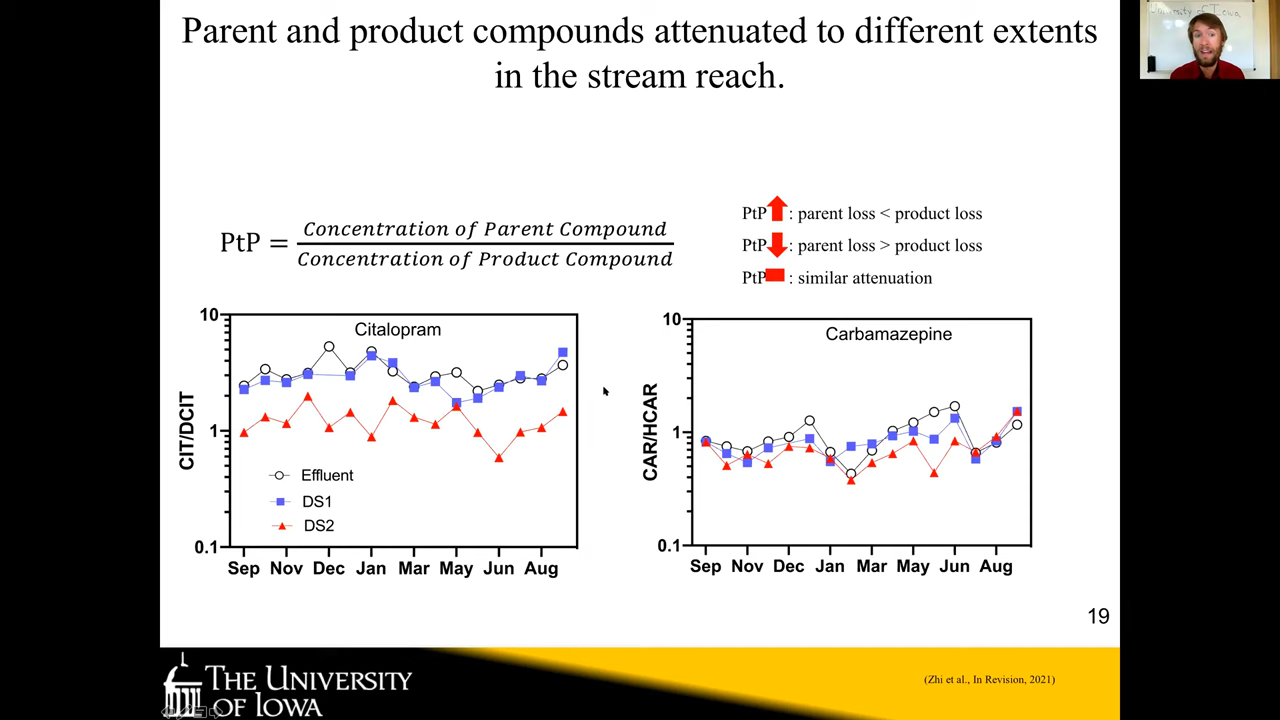 Parent and product compounds attenuated to different extents
in the stream reach.
University of Iowa
PtP = Concentration of Parent Compound
Concentration of Product Compound
PtP : parent loss < product loss
PtP : parent loss > product loss
PtP : similar attenuation
10
1
0.1
CIT/DCIT
Citalopram
Effluent
DS1
DS2
Sep Nov Dec Jan Mar May Jun Aug
10
1
0.1
CAR/HCAR
Carbamazepine
Sep Nov Dec Jan Mar May Jun Aug
19
THE UNIVERSITY
OF IOWA
(Zhi et al., In Revision, 2021)